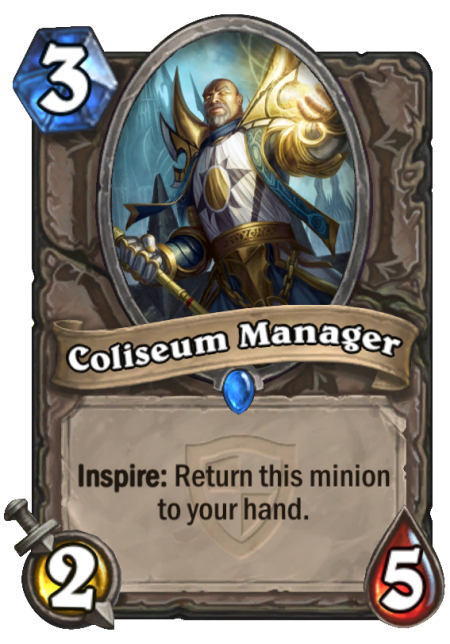 3
Coliseum Manager
Inspire: Return this minion
to your hand.
2
5